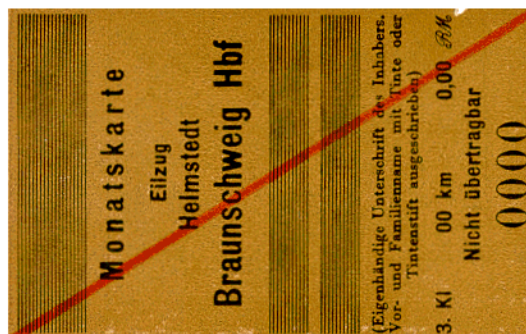 Monatskarte
Eilzug
Helmstedt
Braunschweig Hbf
(Eigenhändige Unterschrift des Inhabers.
Vor- und Familienname mit Tinte oder
Tintenstift ausgeschrieben)
3. Kl 00 km 0,00 RM
Nicht übertragbar
0000